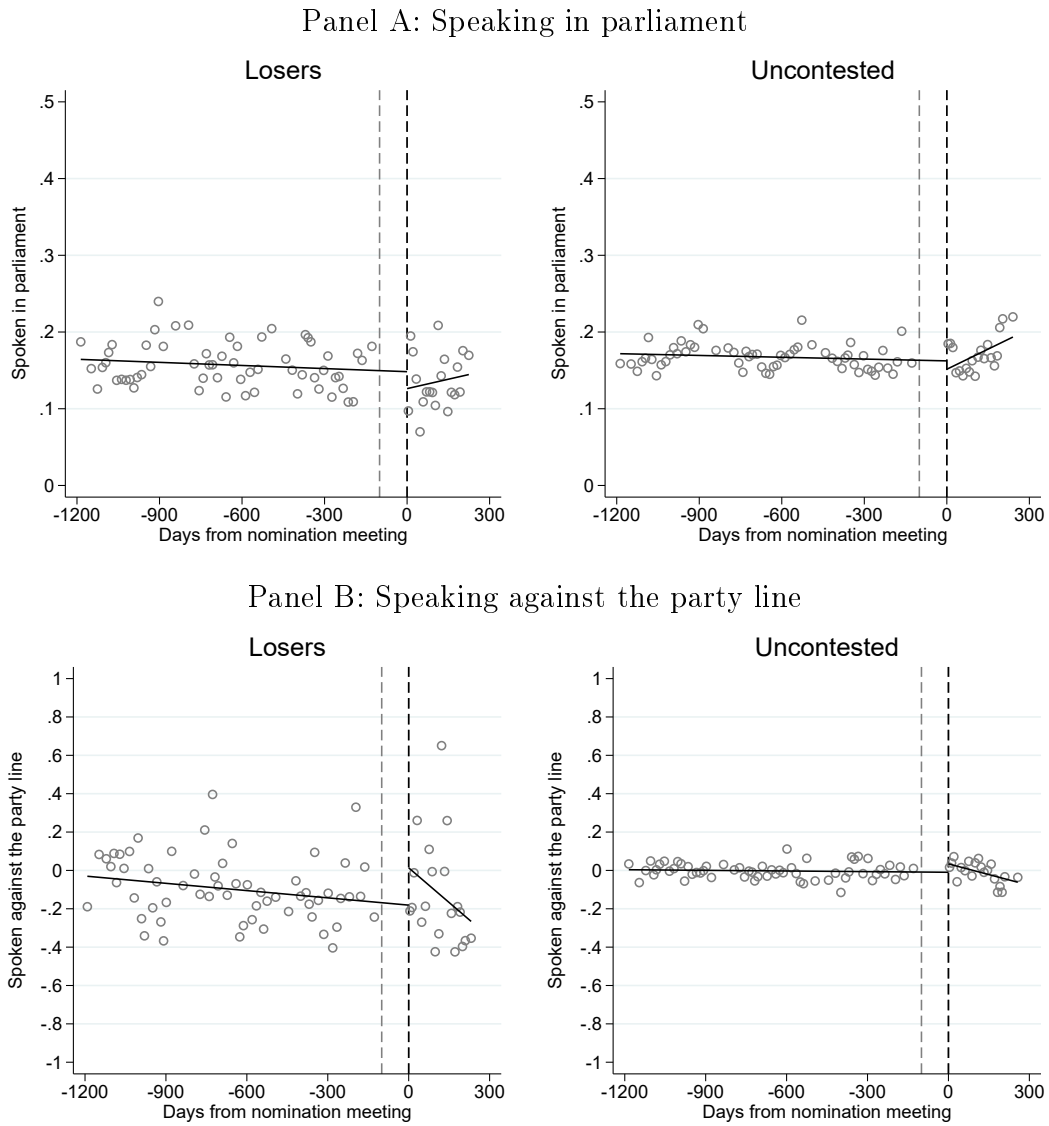 Panel A: Speaking in parliament
Losers
Spoken in parliament
.5
.4
.3
.2
.1
0
-1200 -900 -600 -300 0 300
Days from nomination meeting
Uncontested
Spoken in parliament
.5
.4
.3
.2
.1
0
-1200 -900 -600 -300 0 300
Days from nomination meeting
Panel B: Speaking against the party line
Losers
Spoken against the party line
1
.8
.6
.4
.2
0
-.2
-.4
-.6
-.8
-1
-1200 -900 -600 -300 0 300
Days from nomination meeting
Uncontested
Spoken against the party line
1
.8
.6
.4
.2
0
-.2
-.4
-.6
-.8
-1
-1200 -900 -600 -300 0 300
Days from nomination meeting